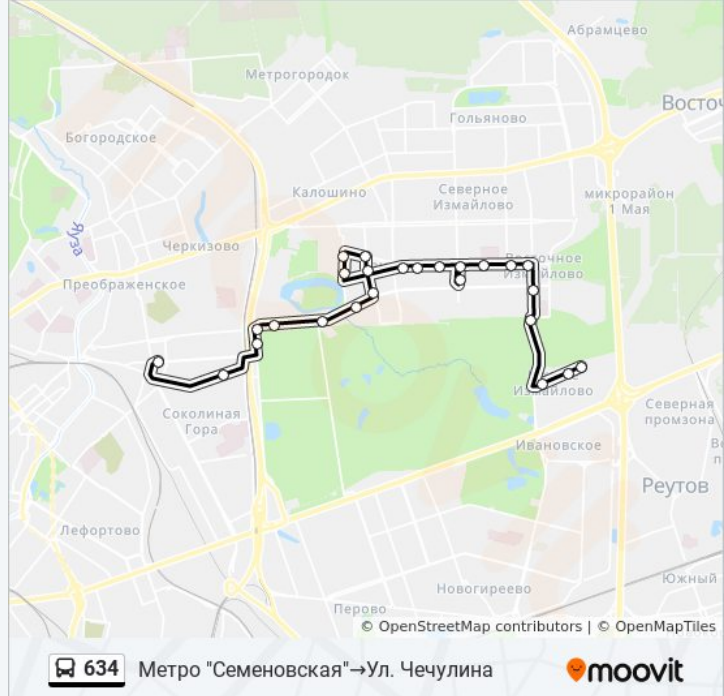 Абрамцево
Метрогородок
Восточ
Гольяново
Богородское
Калошино
Северное
Измайлово
микрорайон
1 Мая
Яуза
Черкизово
Восточное
Измайлово
Преображенское
Измайлово
Соколиная
Гора
Северная
промзона
Ивановское
Реутов
Лефортово
Южный
Новогиреево
Перово
© OpenStreetMap contributors | © OpenMapTiles
634 Метро "Семеновская"→Ул. Чечулина
moovit